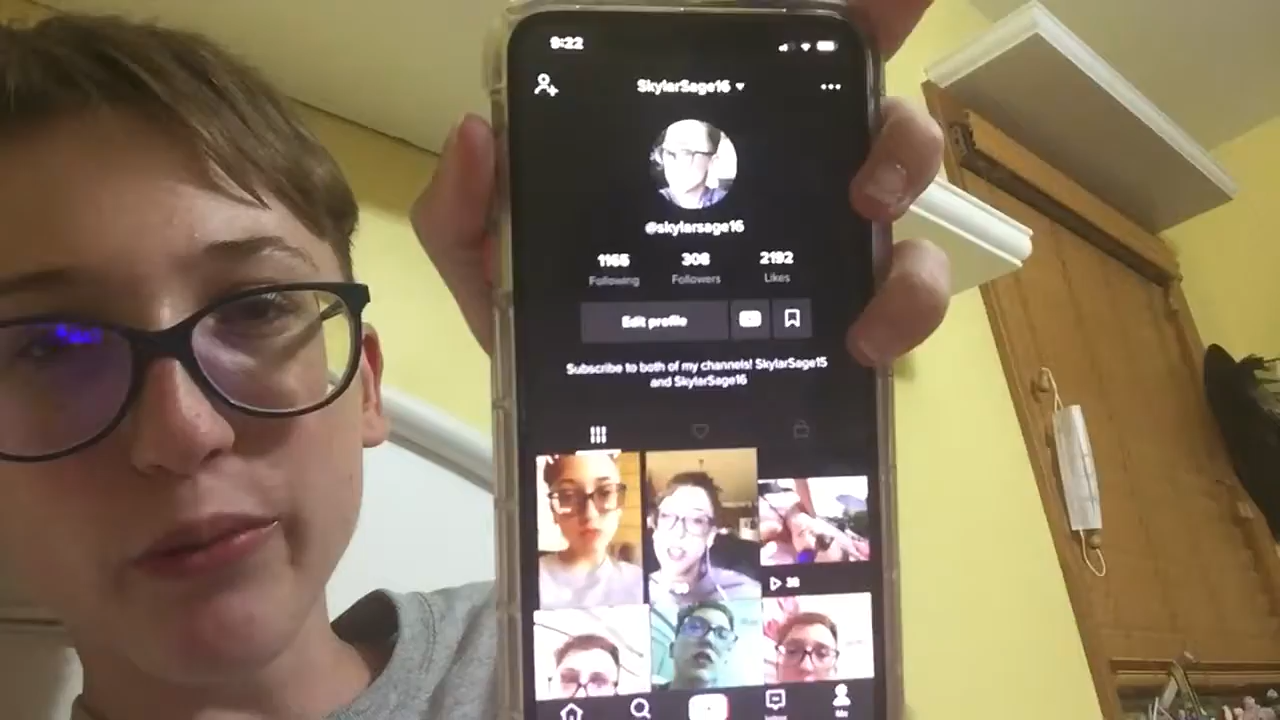 9:22
SkylarSage16
@skylarsage16
1165 308 2192
Following Followers Likes
Edit profile
Subscribe to both of my channels! SkylarSage15
and SkylarSage16
Me